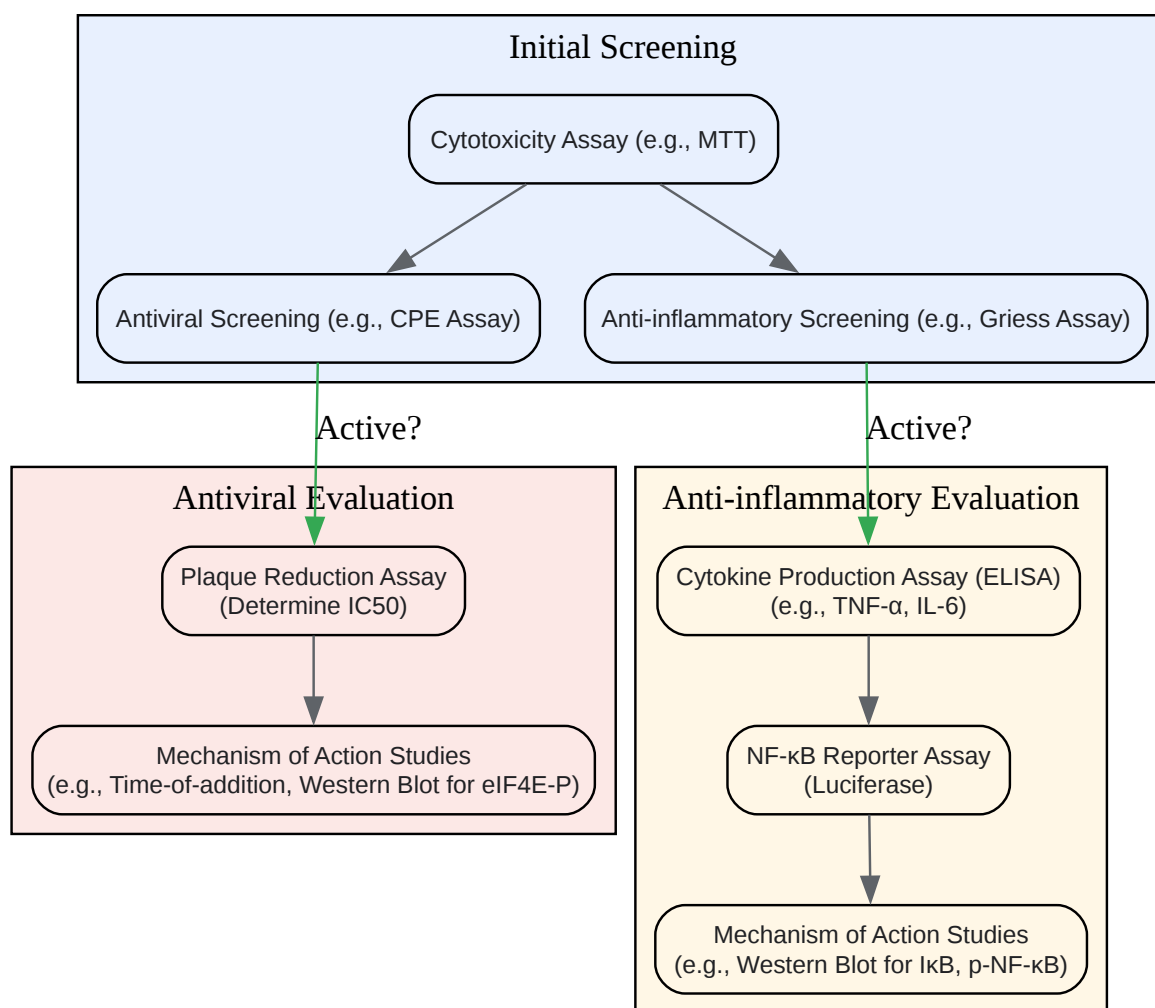 Initial Screening
Cytotoxicity Assay (e.g., MTT)
Antiviral Screening (e.g., CPE Assay)
Anti-inflammatory Screening (e.g., Griess Assay)
Active?
Active?
Antiviral Evaluation
Plaque Reduction Assay
(Determine IC50)
Mechanism of Action Studies
(e.g., Time-of-addition, Western Blot for eIF4E-P)
Anti-inflammatory Evaluation
Cytokine Production Assay (ELISA)
(e.g., TNF-α, IL-6)
NF-κB Reporter Assay
(Luciferase)
Mechanism of Action Studies
(e.g., Western Blot for IκB, p-NF-κB)